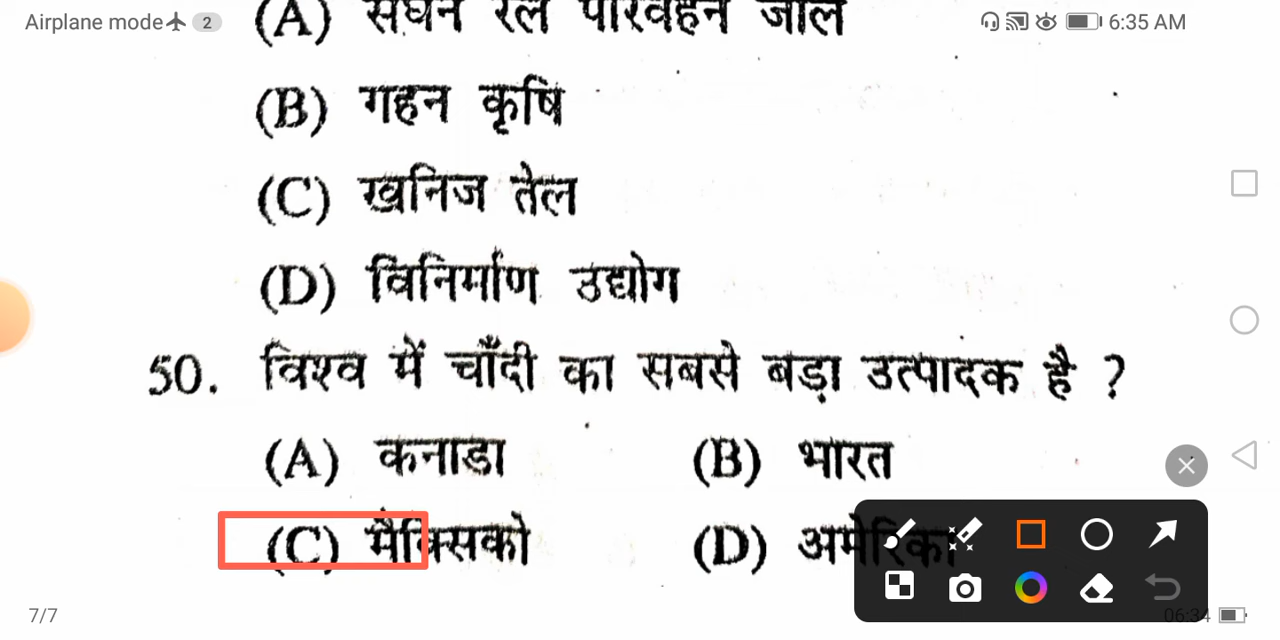 Airplane mode 2 6:35 AM
(A) सघन रेल परिवहन जाल
(B) गहन कृषि
(C) खनिज तेल
(D) विनिर्माण उद्योग
50. विश्व में चाँदी का सबसे बड़ा उत्पादक है ?
(A) कनाडा (B) भारत
(C) मैक्सिको (D) अमेरिका
7/7 06:34